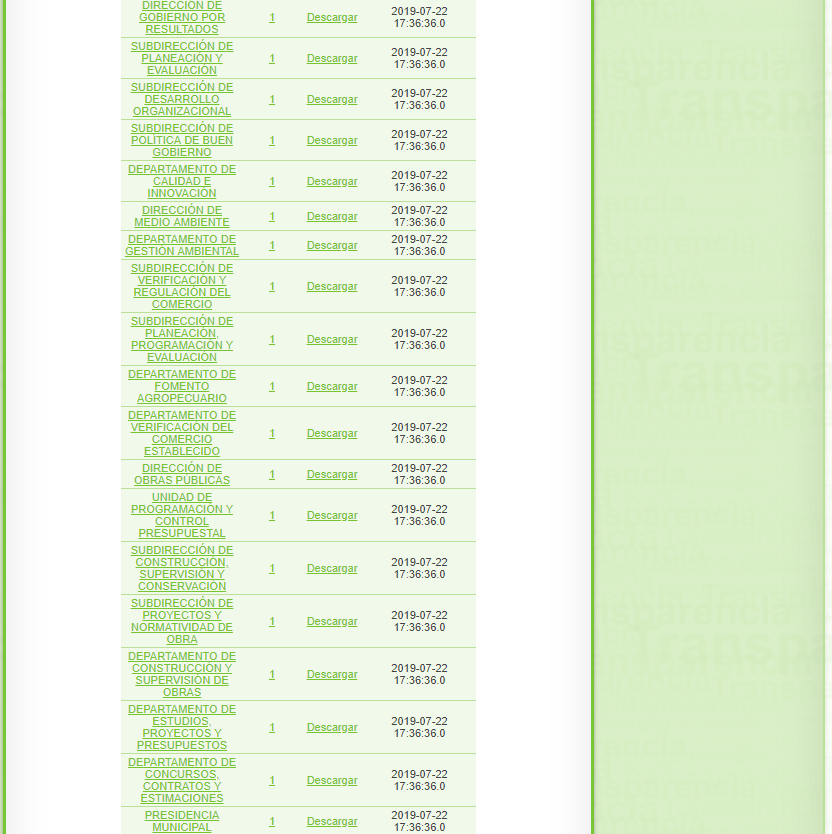 DIRECCIÓN DE
GOBIERNO POR
RESULTADOS
1
Descargar
2019-07-22
17:36:36.0
SUBDIRECCIÓN DE
PLANEACIÓN Y
EVALUACIÓN
1
Descargar
2019-07-22
17:36:36.0
SUBDIRECCIÓN DE
DESARROLLO
ORGANIZACIONAL
1
Descargar
2019-07-22
17:36:36.0
SUBDIRECCIÓN DE
POLÍTICA DE BUEN
GOBIERNO
1
Descargar
2019-07-22
17:36:36.0
DEPARTAMENTO DE
CALIDAD E
INNOVACIÓN
1
Descargar
2019-07-22
17:36:36.0
DIRECCIÓN DE
MEDIO AMBIENTE
1
Descargar
2019-07-22
17:36:36.0
DEPARTAMENTO DE
GESTIÓN AMBIENTAL
1
Descargar
2019-07-22
17:36:36.0
SUBDIRECCIÓN DE
VERIFICACIÓN Y
REGULACIÓN DEL
COMERCIO
1
Descargar
2019-07-22
17:36:36.0
SUBDIRECCIÓN DE
PLANEACIÓN,
PROGRAMACIÓN Y
EVALUACIÓN
1
Descargar
2019-07-22
17:36:36.0
DEPARTAMENTO DE
FOMENTO
AGROPECUARIO
1
Descargar
2019-07-22
17:36:36.0
DEPARTAMENTO DE
VERIFICACIÓN DEL
COMERCIO
ESTABLECIDO
1
Descargar
2019-07-22
17:36:36.0
DIRECCIÓN DE
OBRAS PÚBLICAS
1
Descargar
2019-07-22
17:36:36.0
UNIDAD DE
PROGRAMACIÓN Y
CONTROL
PRESUPUESTAL
1
Descargar
2019-07-22
17:36:36.0
SUBDIRECCIÓN DE
CONSTRUCCIÓN,
SUPERVISIÓN Y
CONSERVACIÓN
1
Descargar
2019-07-22
17:36:36.0
SUBDIRECCIÓN DE
PROYECTOS Y
NORMATIVIDAD DE
OBRA
1
Descargar
2019-07-22
17:36:36.0
DEPARTAMENTO DE
CONSTRUCCIÓN Y
SUPERVISIÓN DE
OBRAS
1
Descargar
2019-07-22
17:36:36.0
DEPARTAMENTO DE
ESTUDIOS,
PROYECTOS Y
PRESUPUESTOS
1
Descargar
2019-07-22
17:36:36.0
DEPARTAMENTO DE
CONCURSOS,
CONTRATOS Y
ESTIMACIONES
1
Descargar
2019-07-22
17:36:36.0
PRESIDENCIA
MUNICIPAL
1
Descargar
2019-07-22
17:36:36.0